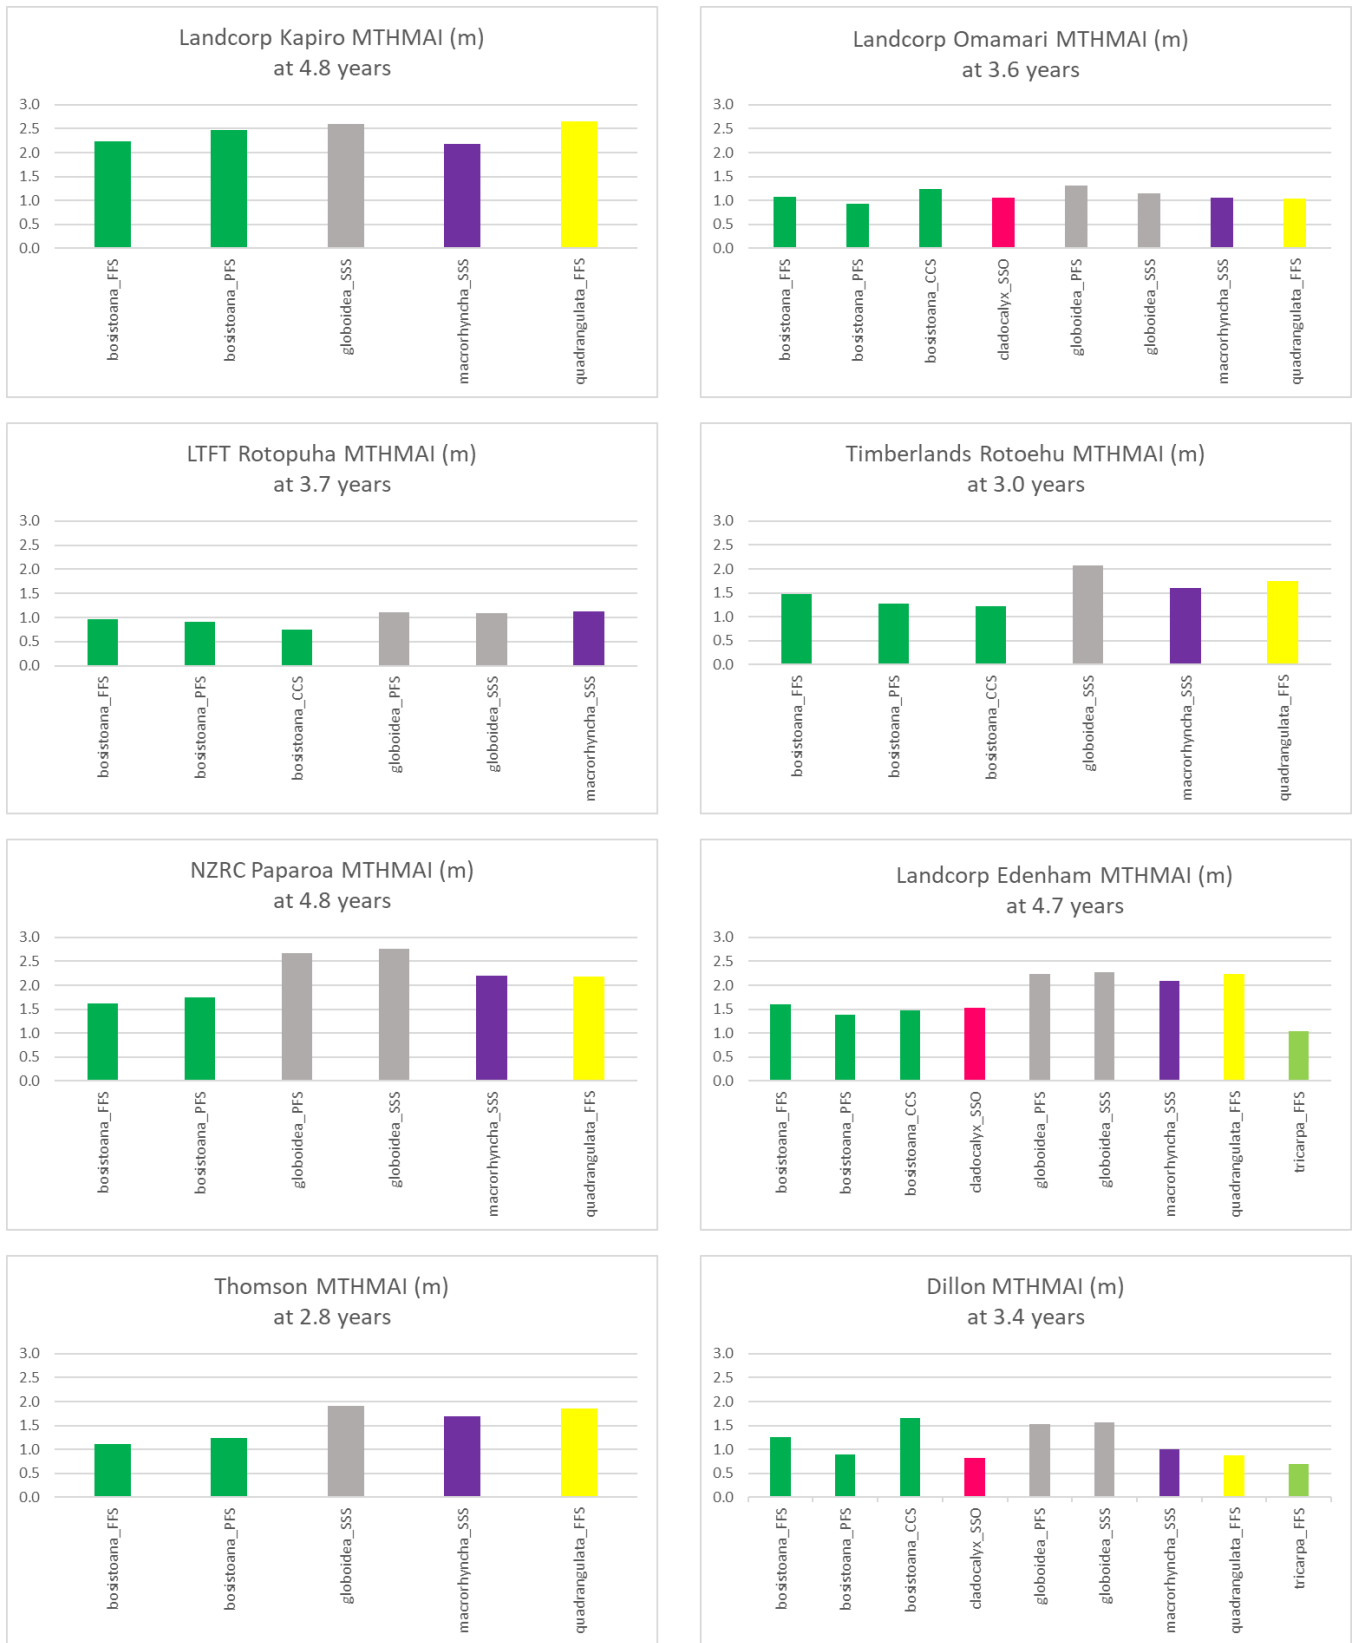 Landcorp Kapiro MTHMAI (m)
at 4.8 years
3.0
2.5
2.0
1.5
1.0
0.5
0.0
bosistoana_FFS
bosistoana_PFS
globoidea_SSS
macrorhyncha_SSS
quadrangulata_FFS
Landcorp Omamari MTHMAI (m)
at 3.6 years
3.0
2.5
2.0
1.5
1.0
0.5
0.0
bosistoana_FFS
bosistoana_PFS
bosistoana_CCS
cladocalyx_SSO
globoidea_PFS
globoidea_SSS
macrorhyncha_SSS
quadrangulata_FFS
LTFT Rotopuha MTHMAI (m)
at 3.7 years
3.0
2.5
2.0
1.5
1.0
0.5
0.0
bosistoana_FFS
bosistoana_PFS
bosistoana_CCS
globoidea_PFS
globoidea_SSS
macrorhyncha_SSS
Timberlands Rotoehu MTHMAI (m)
at 3.0 years
3.0
2.5
2.0
1.5
1.0
0.5
0.0
bosistoana_FFS
bosistoana_PFS
bosistoana_CCS
globoidea_SSS
macrorhyncha_SSS
quadrangulata_FFS
NZRC Paparoa MTHMAI (m)
at 4.8 years
3.0
2.5
2.0
1.5
1.0
0.5
0.0
bosistoana_FFS
bosistoana_PFS
globoidea_PFS
globoidea_SSS
macrorhyncha_SSS
quadrangulata_FFS
Landcorp Edenham MTHMAI (m)
at 4.7 years
3.0
2.5
2.0
1.5
1.0
0.5
0.0
bosistoana_FFS
bosistoana_PFS
bosistoana_CCS
cladocalyx_SSO
globoidea_PFS
globoidea_SSS
macrorhyncha_SSS
quadrangulata_FFS
tricarpa_FFS
Thomson MTHMAI (m)
at 2.8 years
3.0
2.5
2.0
1.5
1.0
0.5
0.0
bosistoana_FFS
bosistoana_PFS
globoidea_SSS
macrorhyncha_SSS
quadrangulata_FFS
Dillon MTHMAI (m)
at 3.4 years
3.0
2.5
2.0
1.5
1.0
0.5
0.0
bosistoana_FFS
bosistoana_PFS
bosistoana_CCS
cladocalyx_SSO
globoidea_PFS
globoidea_SSS
macrorhyncha_SSS
quadrangulata_FFS
tricarpa_FFS